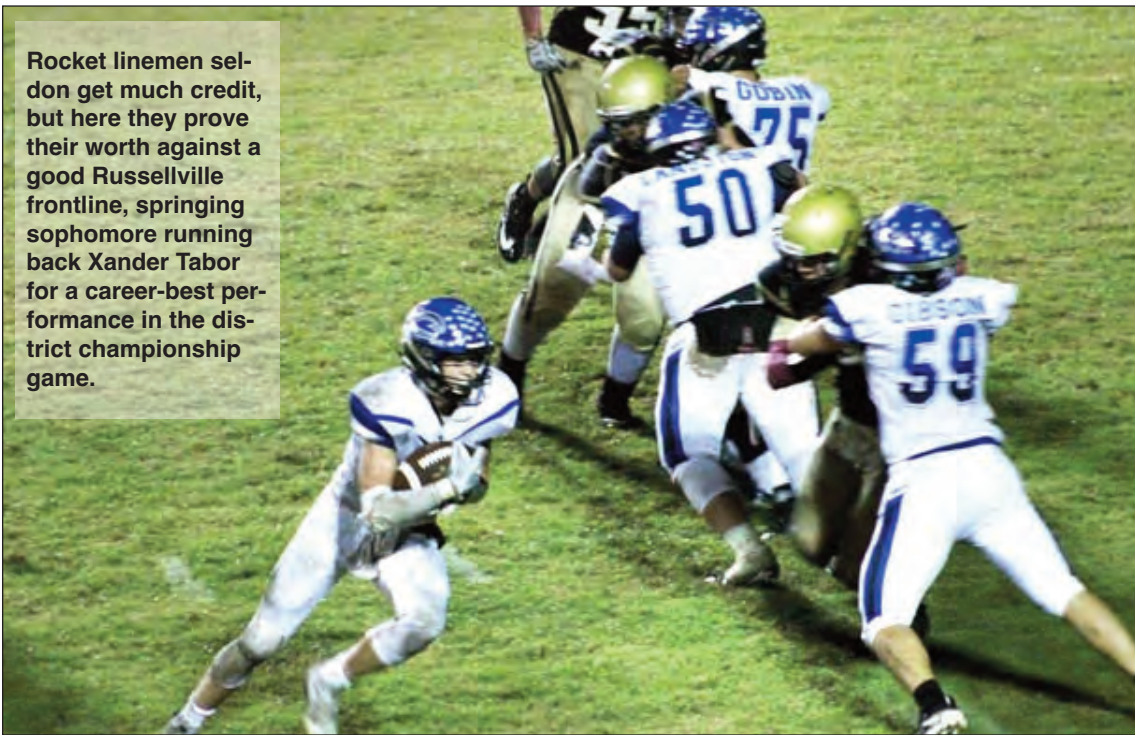 Rocket linemen sel-
don get much credit,
but here they prove
their worth against a
good Russellville
frontline, springing
sophomore running
back Xander Tabor
for a career-best per-
formance in the dis-
trict championship
game.
GOBIN
75
50
GIBSON
59